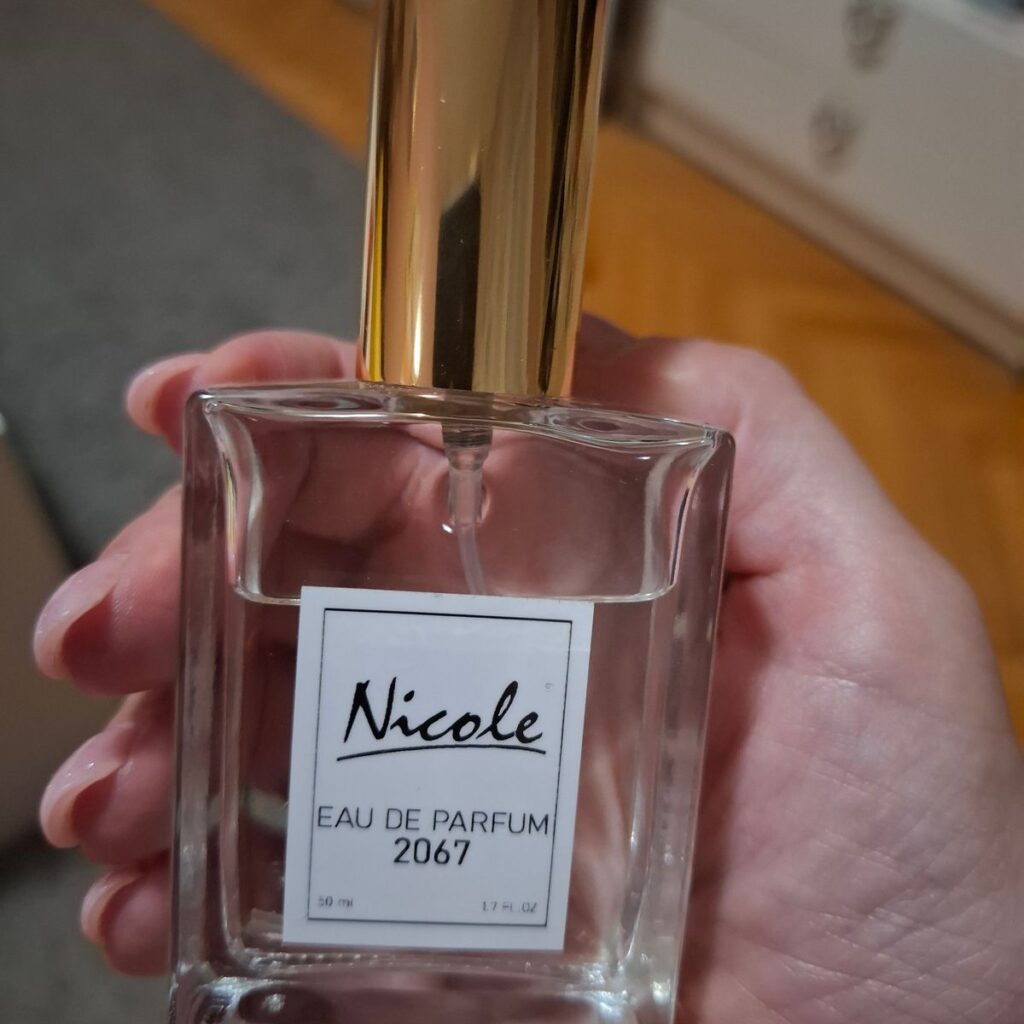 Nicole
EAU DE PARFUM
2067
50 ml
1.7 FL.OZ